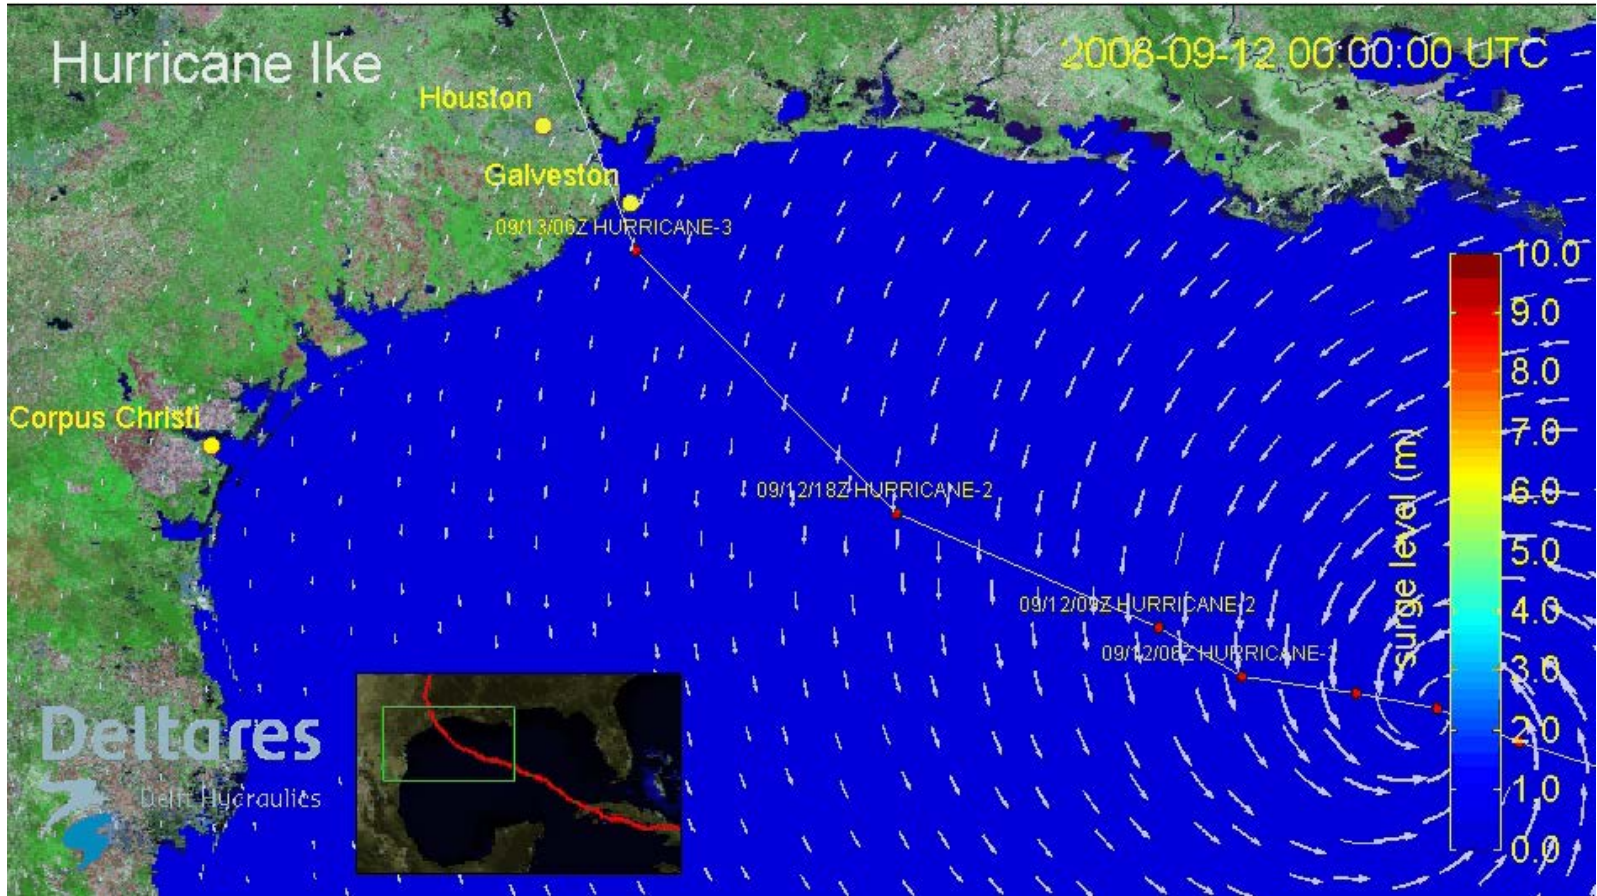 Hurricane Ike
2008-09-12 00:00:00 UTC
Houston
Galveston
09/13/06Z HURRICANE-3
Corpus Christi
09/12/18Z HURRICANE-2
09/12/09Z HURRICANE-2
09/12/06Z HURRICANE-
surge level (m)
10.0
9.0
8.0
7.0
6.0
5.0
4.0
3.0
2.0
1.0
0.0
Deltares
Delft Hydraulics